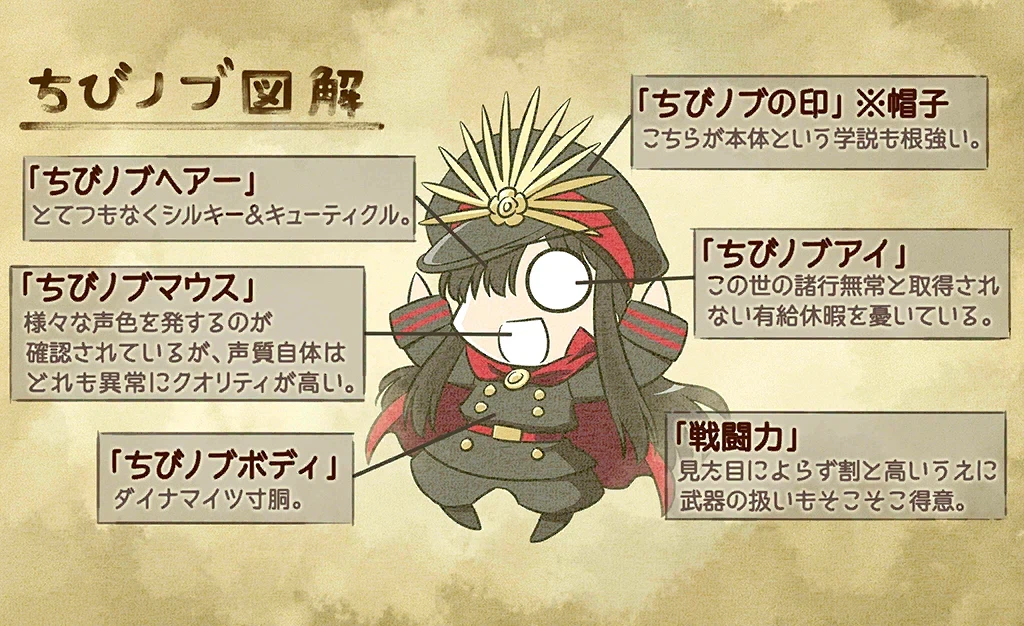 ちびノブ図解
「ちびノブの印」※帽子
こちらが本体という学説も根強い。
「ちびノブヘアー」
とてつもなくシルキー&キューティクル。
「ちびノブアイ」
この世の諸行無常と取得され
ない有給休暇を憂いている。
「ちびノブマウス」
様々な声色を発するのが
確認されているが、声質自体は
どれも異常にクオリティが高い。
「ちびノブボディ」
ダイナマイツ寸胴。
「戦闘力」
見た目によらず割と高いうえに
武器の扱いもそこそこ得意。